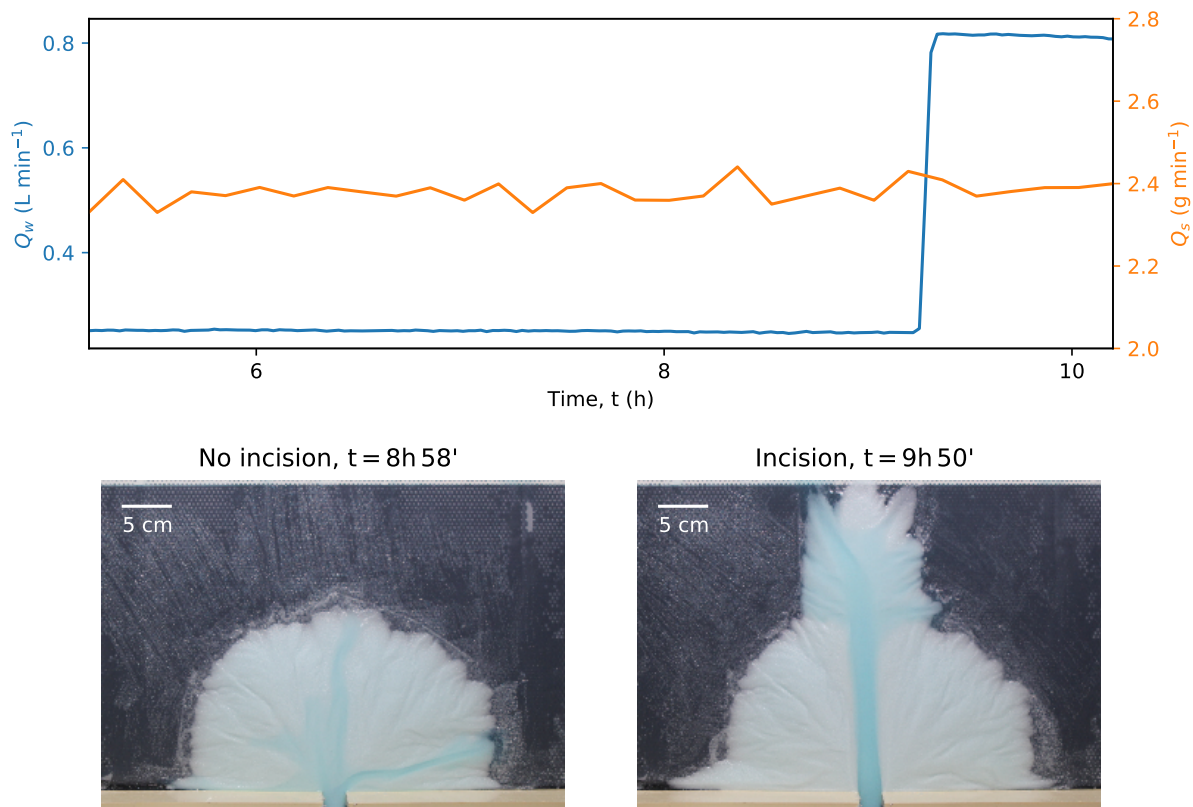 0.8
0.6
0.4
Q_w (L min⁻¹)
2.8
2.6
2.4
2.2
2.0
Q_s (g min⁻¹)
6 8 10
Time, t (h)
No incision, t = 8h 58'
5 cm
Incision, t = 9h 50'
5 cm